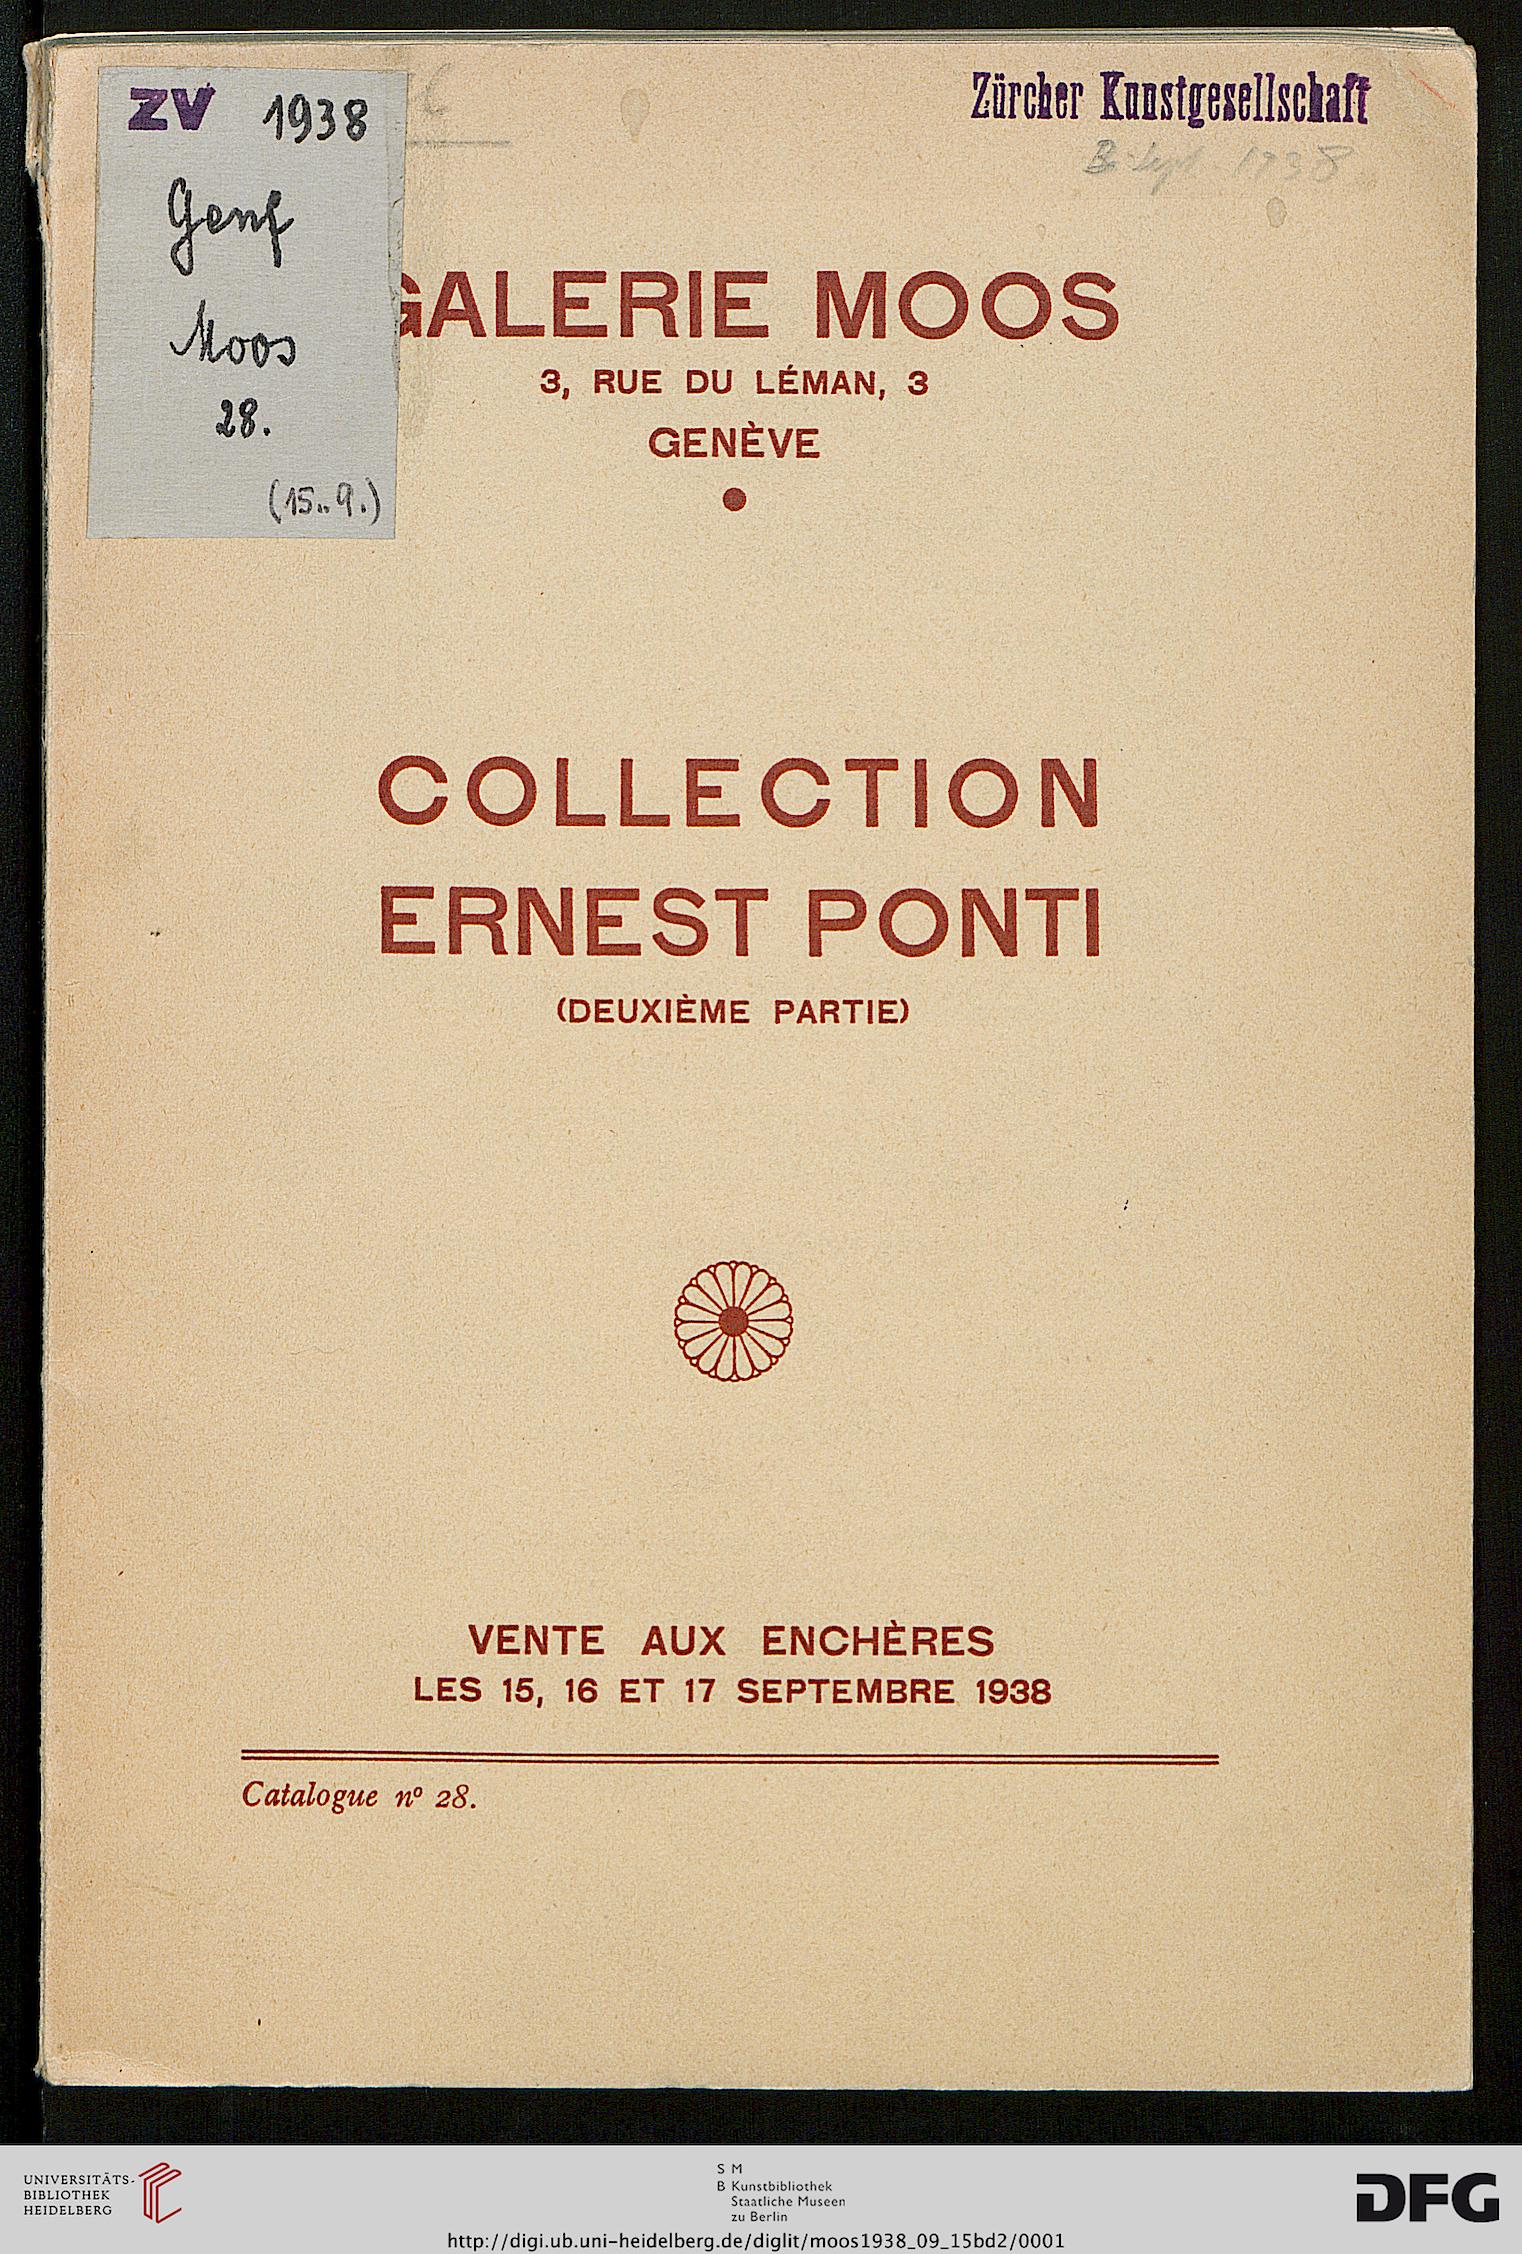 ZV 1938
Genf
Moos
28.
(15..9.)
Zürcher Kunstgesellschaft
GALERIE MOOS
3, RUE DU LÉMAN, 3
GENÈVE
COLLECTION
ERNEST PONTI
(DEUXIÈME PARTIE)
VENTE AUX ENCHÈRES
LES 15, 16 ET 17 SEPTEMBRE 1938
Catalogue nº 28.
UNIVERSITÄTS-
BIBLIOTHEK
HEIDELBERG
S M
B Kunstbibliothek
Staatliche Museen
zu Berlin
DFG
http://digi.ub.uni-heidelberg.de/diglit/moos1938_09_15bd2/0001